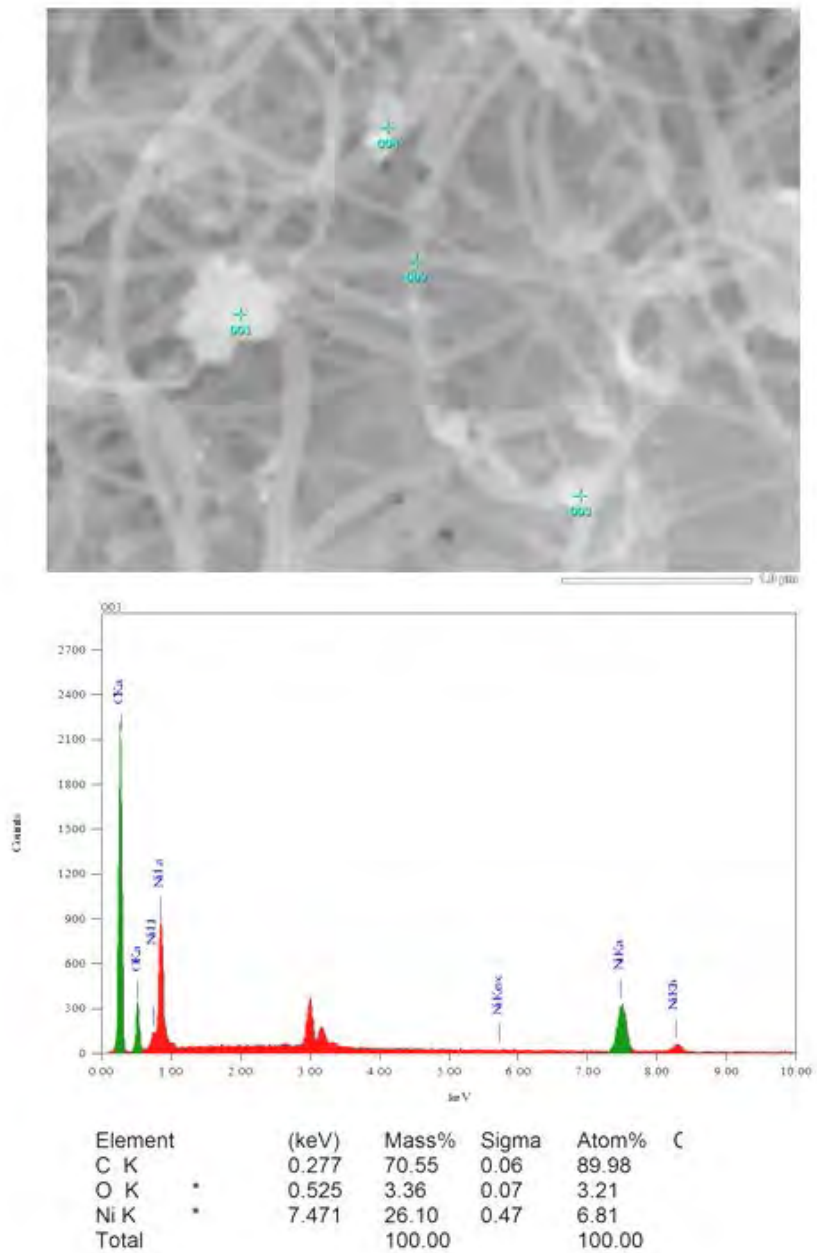 004
002
001
003
1.0 µm
001
2700
2400
2100
1800
1500
1200
900
600
300
0
Counts
CKa
OKa
NiLl
NiLa
NiKesc
NiKa
NiKb
0.00 1.00 2.00 3.00 4.00 5.00 6.00 7.00 8.00 9.00 10.00
keV
Element (keV) Mass% Sigma Atom%
C K 0.277 70.55 0.06 89.98
O K * 0.525 3.36 0.07 3.21
Ni K * 7.471 26.10 0.47 6.81
Total 100.00 100.00